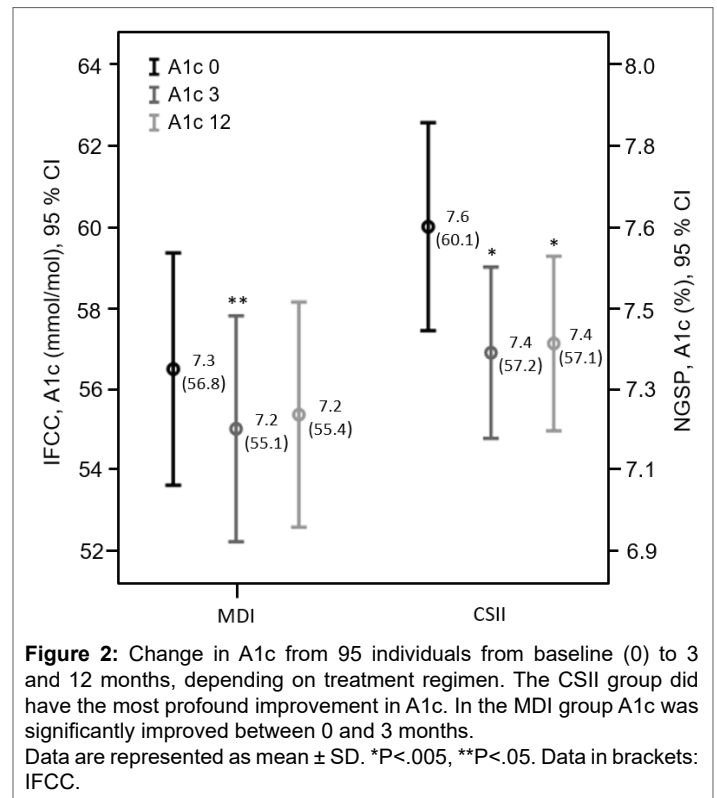 64
62
60
58
56
54
52
IFCC, A1c (mmol/mol), 95 % CI
A1c 0
A1c 3
A1c 12
7.3
(56.8)
**
7.2
(55.1)
7.2
(55.4)
7.6
(60.1)
*
7.4
(57.2)
*
7.4
(57.1)
8.0
7.8
7.6
7.5
7.3
7.1
6.9
NGSP, A1c (%), 95 % CI
MDI
CSII
Figure 2: Change in A1c from 95 individuals from baseline (0) to 3
and 12 months, depending on treatment regimen. The CSII group did
have the most profound improvement in A1c. In the MDI group A1c was
significantly improved between 0 and 3 months.
Data are represented as mean ± SD. *P<.005, **P<.05. Data in brackets:
IFCC.